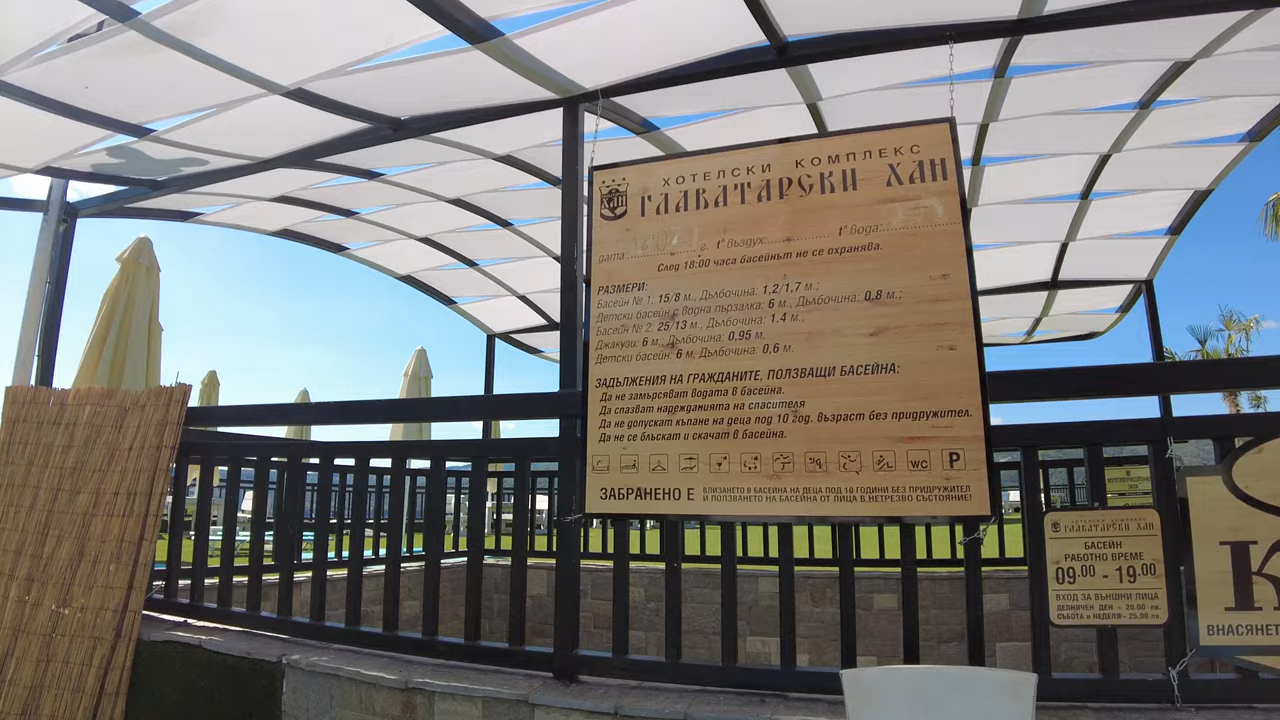 ХОТЕЛСКИ КОМПЛЕКС
ХАН
ГЛАВАТАРСКИ ХАН
дата: г. t° въздух: t° вода:
След 18:00 часа басейнът не се охранява.
РАЗМЕРИ:
Басейн № 1: 15/8 м., Дълбочина: 1,2/1,7 м.;
Детски басейн с водна пързалка: 6 м., Дълбочина: 0,8 м.;
Басейн № 2: 25/13 м., Дълбочина: 1.4 м.,
Джакузи: 6 м., Дълбочина: 0,95 м.
Детски басейн: 6 м, Дълбочина: 0,6 м.
ЗАДЪЛЖЕНИЯ НА ГРАЖДАНИТЕ, ПОЛЗВАЩИ БАСЕЙНА:
Да не замърсяват водата в басейна.
Да спазват нарежданията на спасителя
Да не допускат къпане на деца под 10 год. възраст без придружител.
Да не се блъскат и скачат в басейна.
WC P
ЗАБРАНЕНО Е ВЛИЗАНЕТО В БАСЕЙНА НА ДЕЦА ПОД 10 ГОДИНИ БЕЗ ПРИДРУЖИТЕЛ
И ПОЛЗВАНЕТО НА БАСЕЙНА ОТ ЛИЦА В НЕТРЕЗВО СЪСТОЯНИЕ!
ХОТЕЛСКИ КОМПЛЕКС
ГЛАВАТАРСКИ ХАН
БАСЕЙН
РАБОТНО ВРЕМЕ
09.00 - 19.00
ВХОД ЗА ВЪНШНИ ЛИЦА
ДЕЛНИЧЕН ДЕН - 20.00 лв.
СЪБОТА и НЕДЕЛЯ - 25.00 лв.
К
ВНАСЯНЕТ